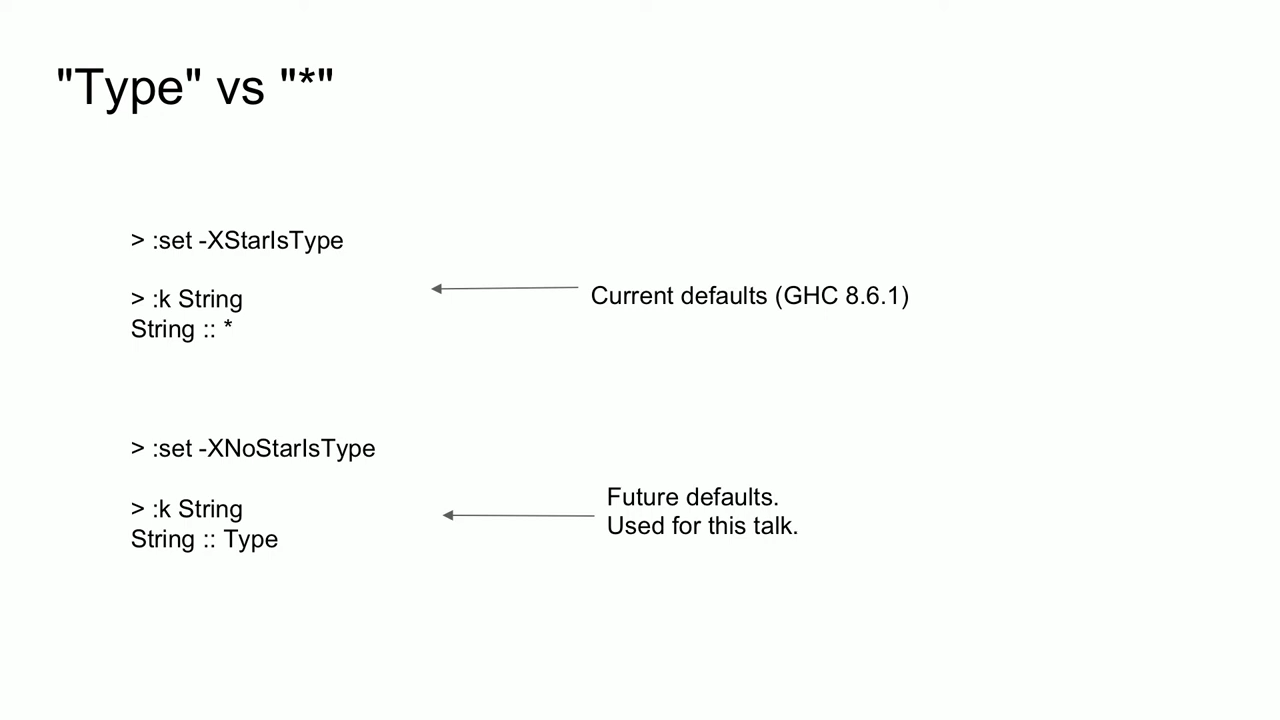 "Type" vs "*"
> :set -XStarIsType
> :k String
String :: *
Current defaults (GHC 8.6.1)
> :set -XNoStarIsType
> :k String
String :: Type
Future defaults.
Used for this talk.